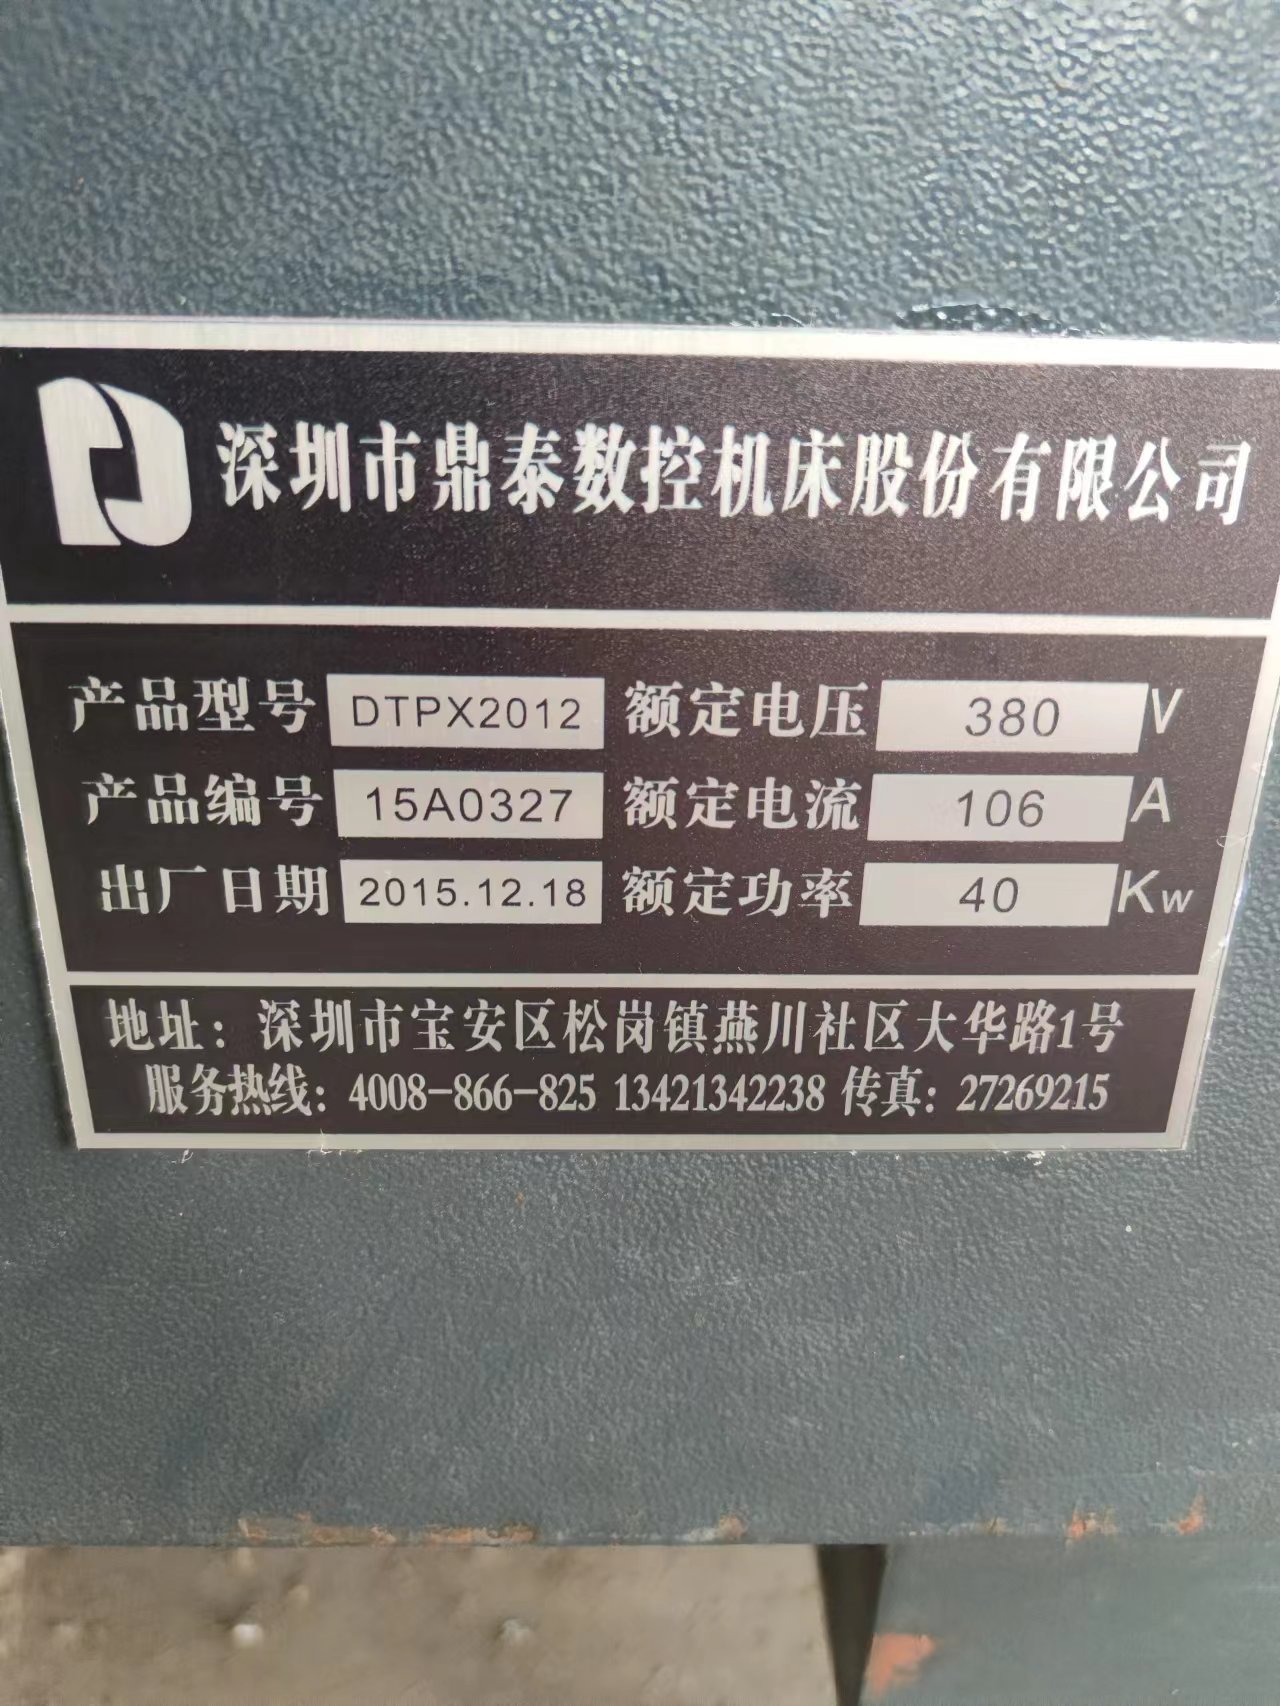 深圳市鼎泰数控机床股份有限公司
产品型号 DTPX2012 额定电压 380 V
产品编号 15A0327 额定电流 106 A
出厂日期 2015.12.18 额定功率 40 Kw
地址：深圳市宝安区松岗镇燕川社区大华路1号
服务热线：4008-866-825 13421342238 传真：27269215